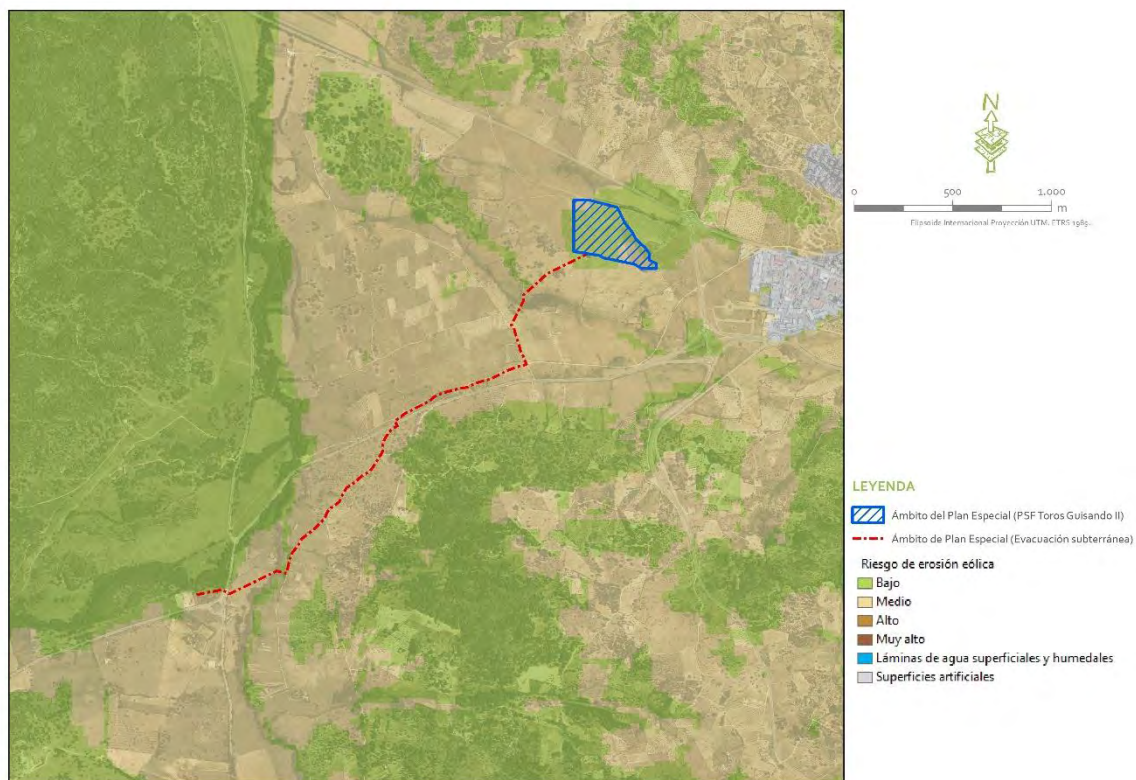 N
0 500 1.000
m
Elipsoide Internacional Proyección UTM. ETRS 1989.
LEYENDA
Ámbito del Plan Especial (PSF Toros Guisando II)
Ámbito de Plan Especial (Evacuación subterránea)
Riesgo de erosión eólica
Bajo
Medio
Alto
Muy alto
Láminas de agua superficiales y humedales
Superficies artificiales